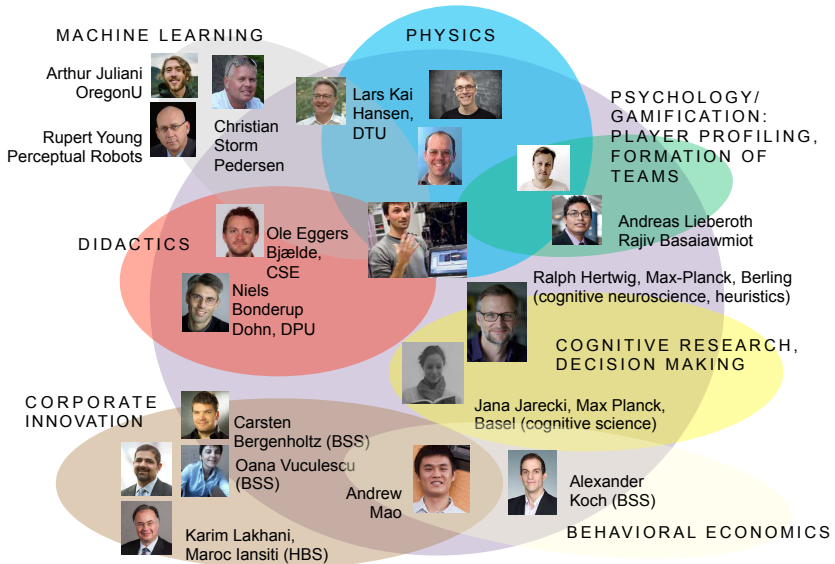 MACHINE LEARNING
PHYSICS
Arthur Juliani
OregonU
Rupert Young
Perceptual Robots
Christian
Storm
Pedersen
Lars Kai
Hansen,
DTU
PSYCHOLOGY/
GAMIFICATION:
PLAYER PROFILING,
FORMATION OF
TEAMS
Andreas Lieberoth
Rajiv Basaiawmiot
DIDACTICS
Ole Eggers
Bjælde,
CSE
Niels
Bonderup
Dohn, DPU
Ralph Hertwig, Max-Planck, Berling
(cognitive neuroscience, heuristics)
COGNITIVE RESEARCH,
DECISION MAKING
Jana Jarecki, Max Planck,
Basel (cognitive science)
CORPORATE
INNOVATION
Carsten
Bergenholtz (BSS)
Oana Vuculescu
(BSS)
Karim Lakhani,
Maroc Iansiti (HBS)
Andrew
Mao
Alexander
Koch (BSS)
BEHAVIORAL ECONOMICS